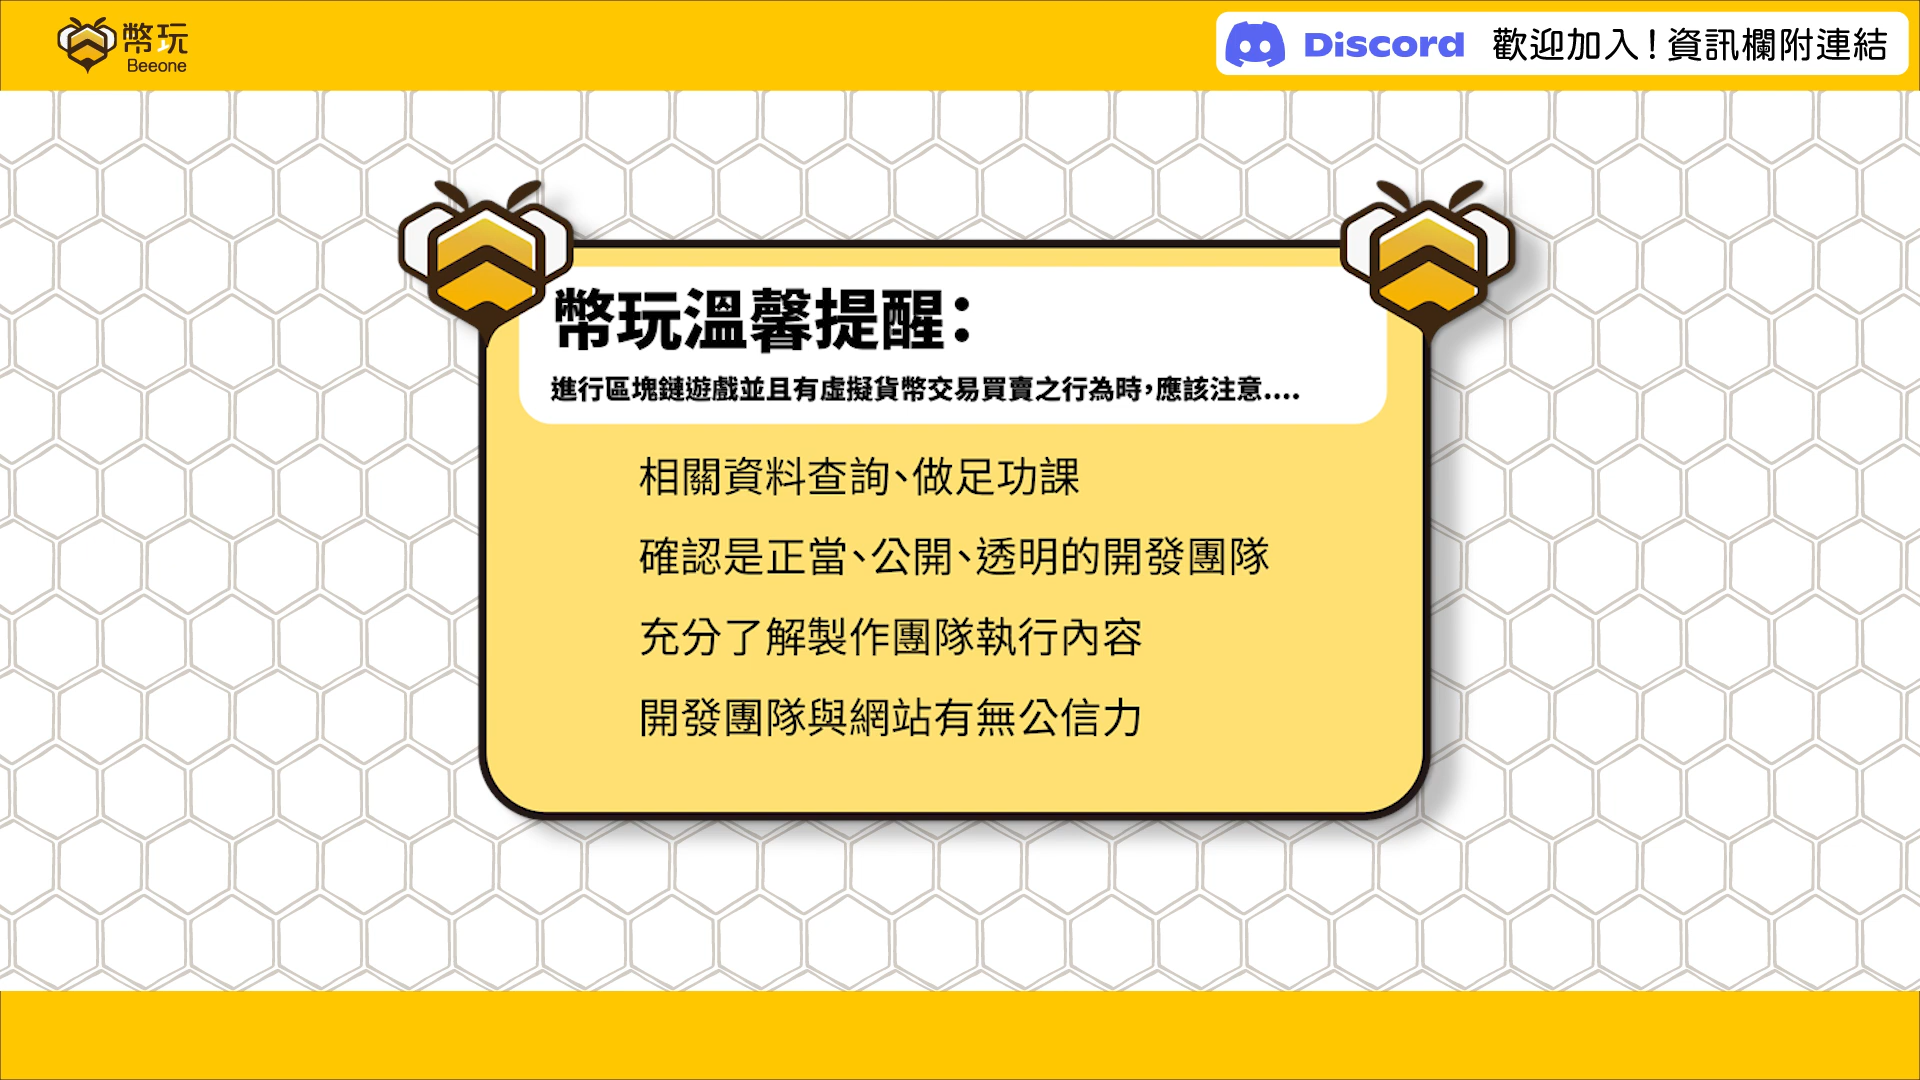 幣玩
Beeone
Discord 歡迎加入！資訊欄附連結
幣玩溫馨提醒：
進行區塊鏈遊戲並且有虛擬貨幣交易買賣之行為時，應該注意....
相關資料查詢、做足功課
確認是正當、公開、透明的開發團隊
充分了解製作團隊執行內容
開發團隊與網站有無公信力